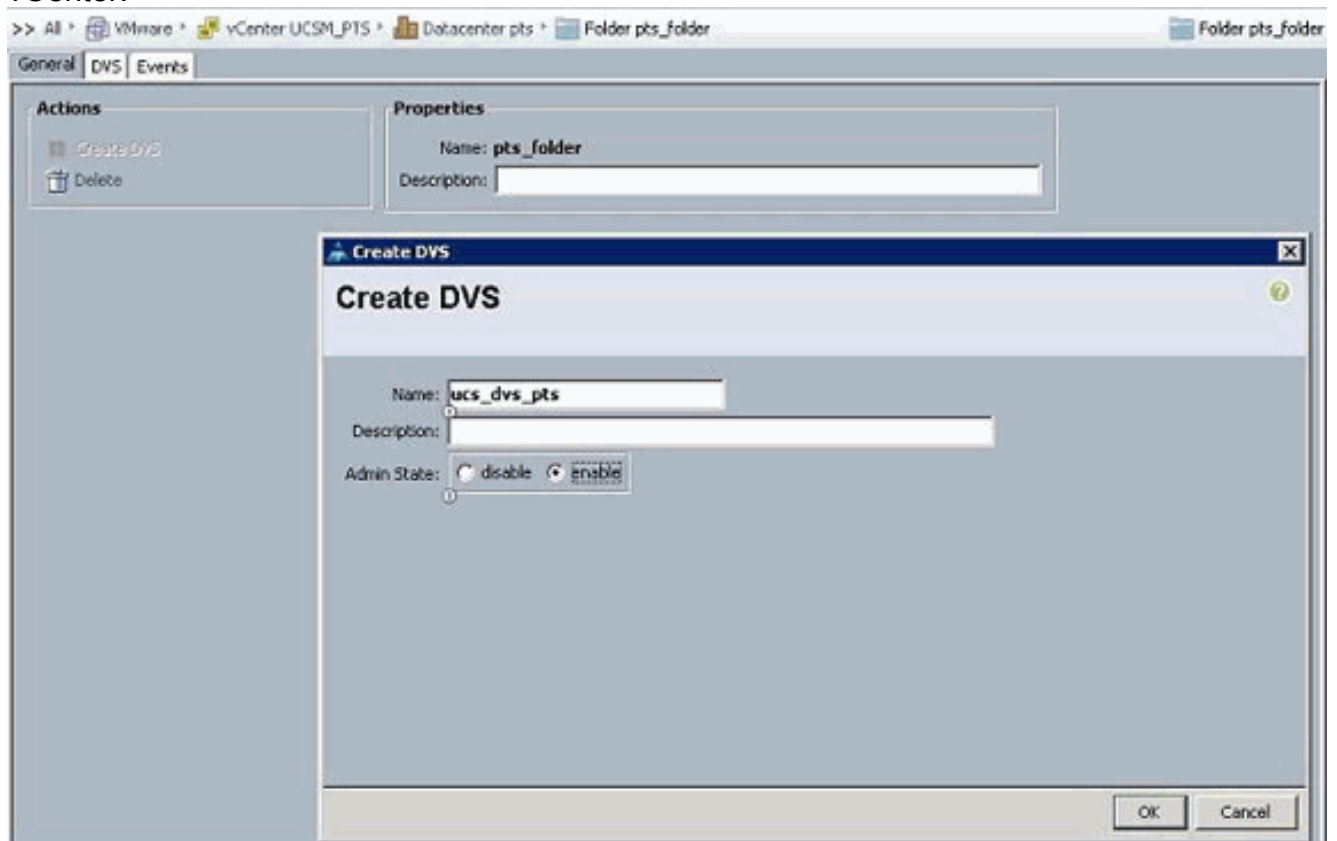 vCenter.
>> All VMware vCenter UCSM_PTS Datacenter pts Folder pts_folder Folder pts_folder
General DVS Events
Actions Properties
Create DVS Name: pts_folder
Delete Description:
Create DVS
Create DVS
Name: ucs_dvs_pts
Description:
Admin State: disable enable
OK Cancel